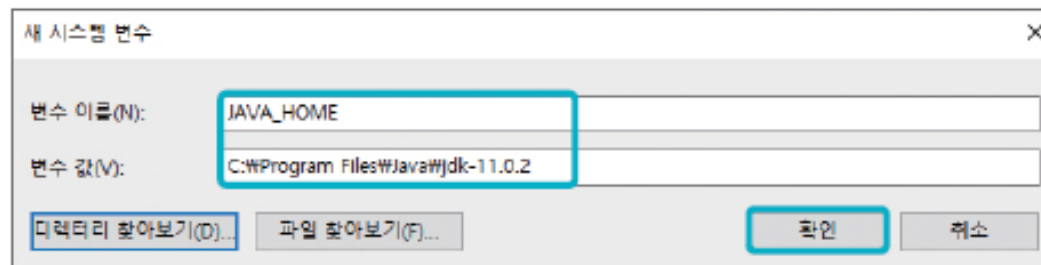 새 시스템 변수
변수 이름(N): JAVA_HOME
변수 값(V): C:₩Program Files₩Java₩jdk-11.0.2
디렉터리 찾아보기(D)... 파일 찾아보기(F)... 확인 취소